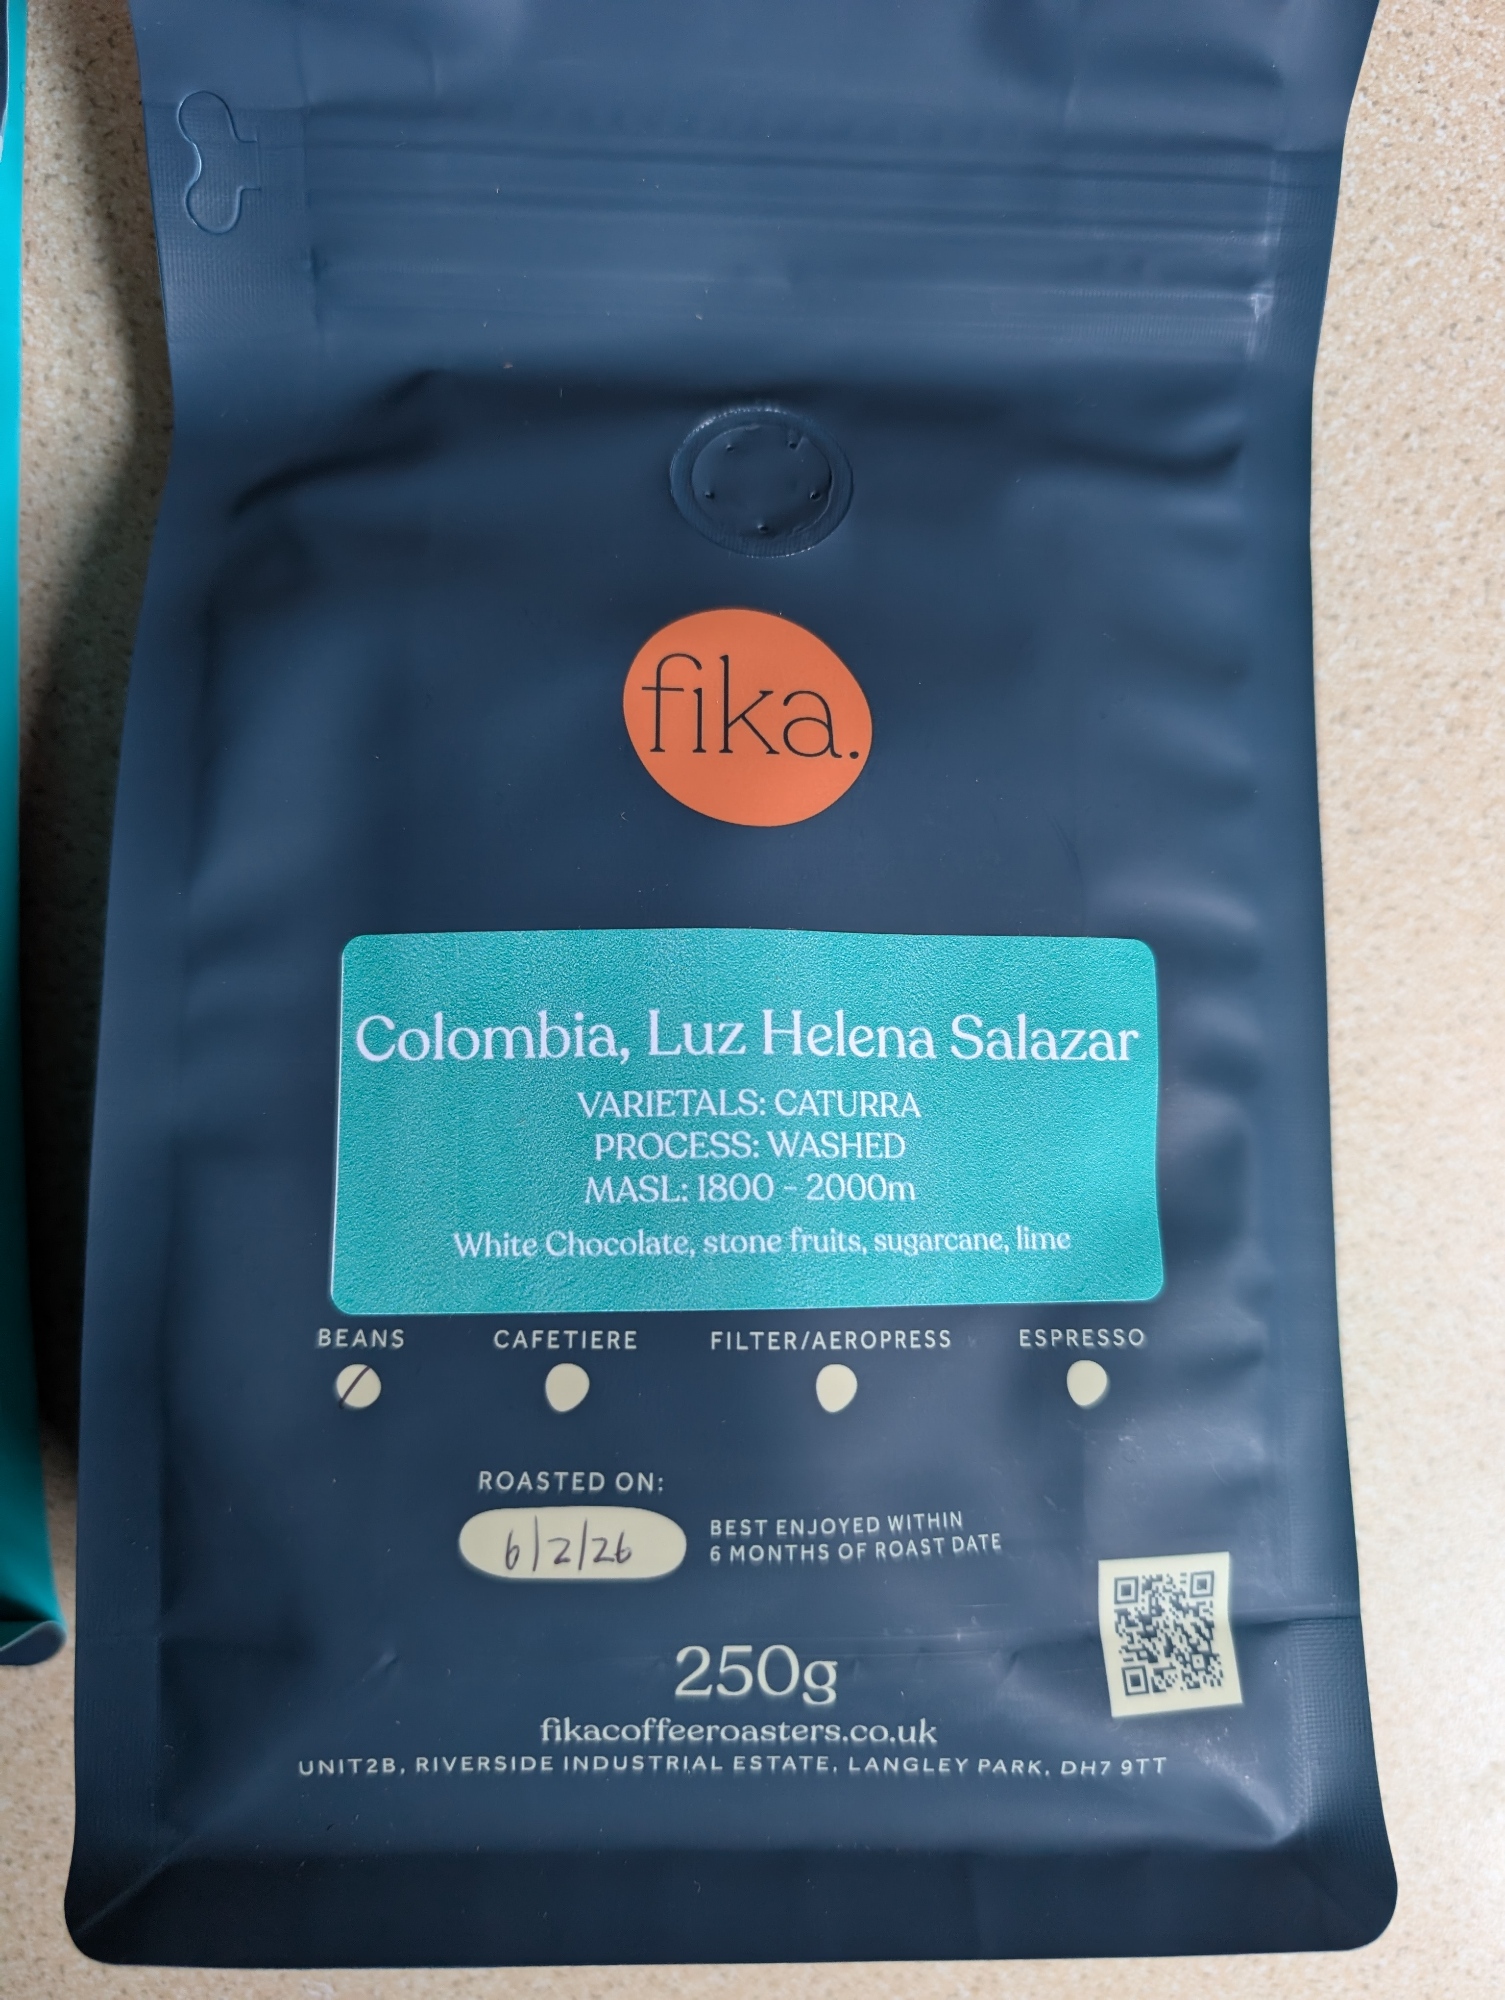 fika.
Colombia, Luz Helena Salazar
VARIETALS: CATURRA
PROCESS: WASHED
MASL: 1800 - 2000m
White Chocolate, stone fruits, sugarcane, lime
BEANS CAFETIERE FILTER/AEROPRESS ESPRESSO
ROASTED ON:
6/2/26
BEST ENJOYED WITHIN
6 MONTHS OF ROAST DATE
250g
fikacoffeeroasters.co.uk
UNIT2B, RIVERSIDE INDUSTRIAL ESTATE, LANGLEY PARK, DH7 9TT